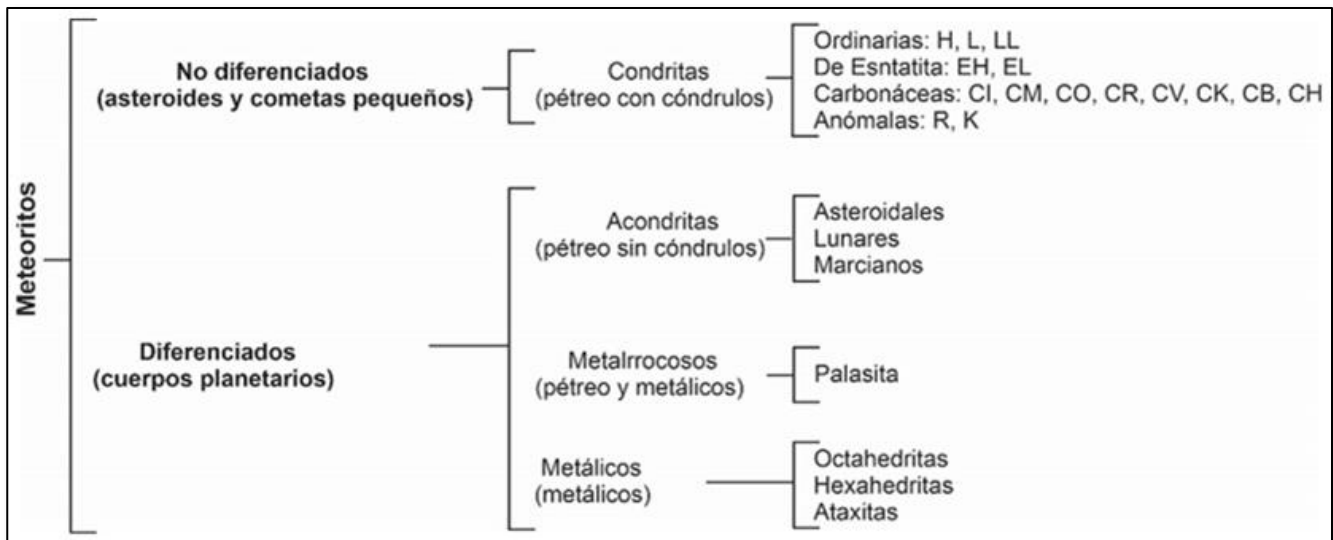 Meteoritos
No diferenciados
(asteroides y cometas pequeños)
Condritas
(pétreo con cóndrulos)
Ordinarias: H, L, LL
De Esntatita: EH, EL
Carbonáceas: CI, CM, CO, CR, CV, CK, CB, CH
Anómalas: R, K
Diferenciados
(cuerpos planetarios)
Acondritas
(pétreo sin cóndrulos)
Asteroidales
Lunares
Marcianos
Metalrrocosos
(pétreo y metálicos)
Palasita
Metálicos
(metálicos)
Octahedritas
Hexahedritas
Ataxitas